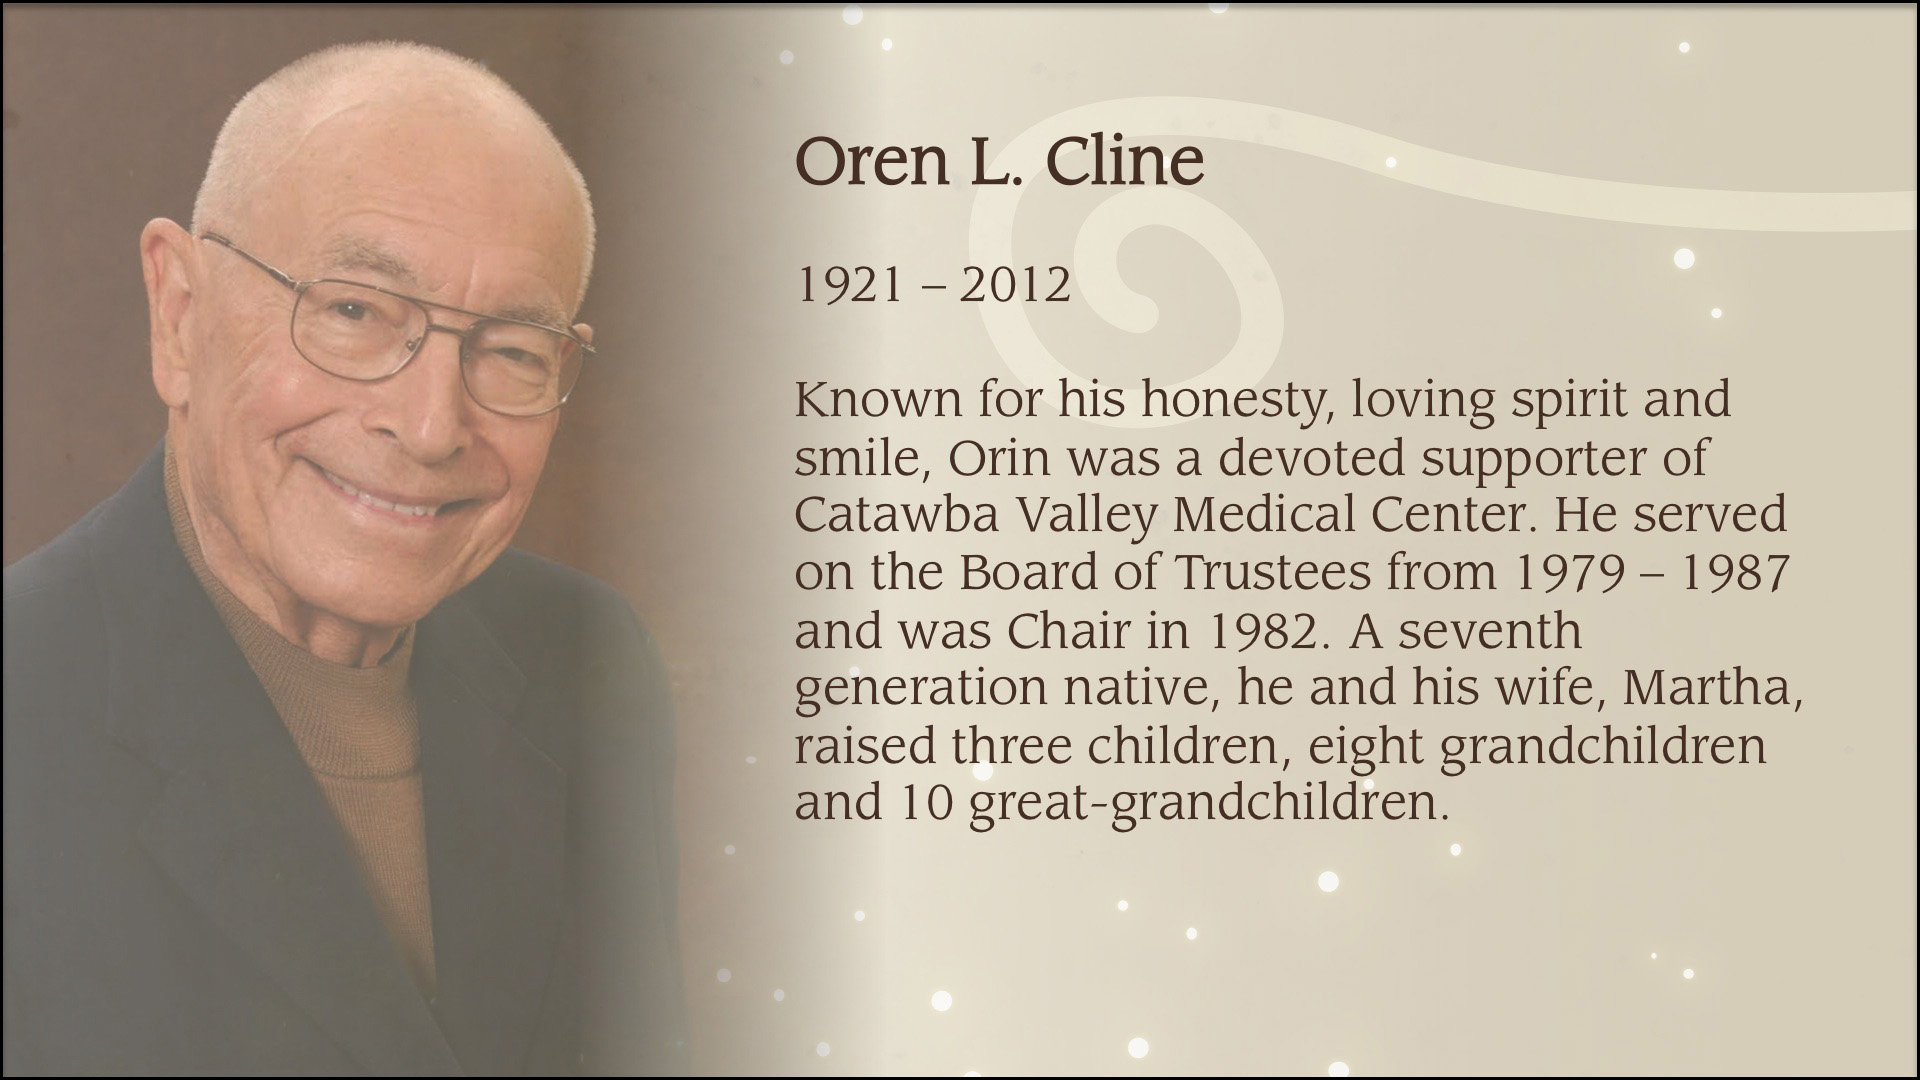 Oren L. Cline
1921 – 2012
Known for his honesty, loving spirit and
smile, Orin was a devoted supporter of
Catawba Valley Medical Center. He served
on the Board of Trustees from 1979 – 1987
and was Chair in 1982. A seventh
generation native, he and his wife, Martha,
raised three children, eight grandchildren
and 10 great-grandchildren.